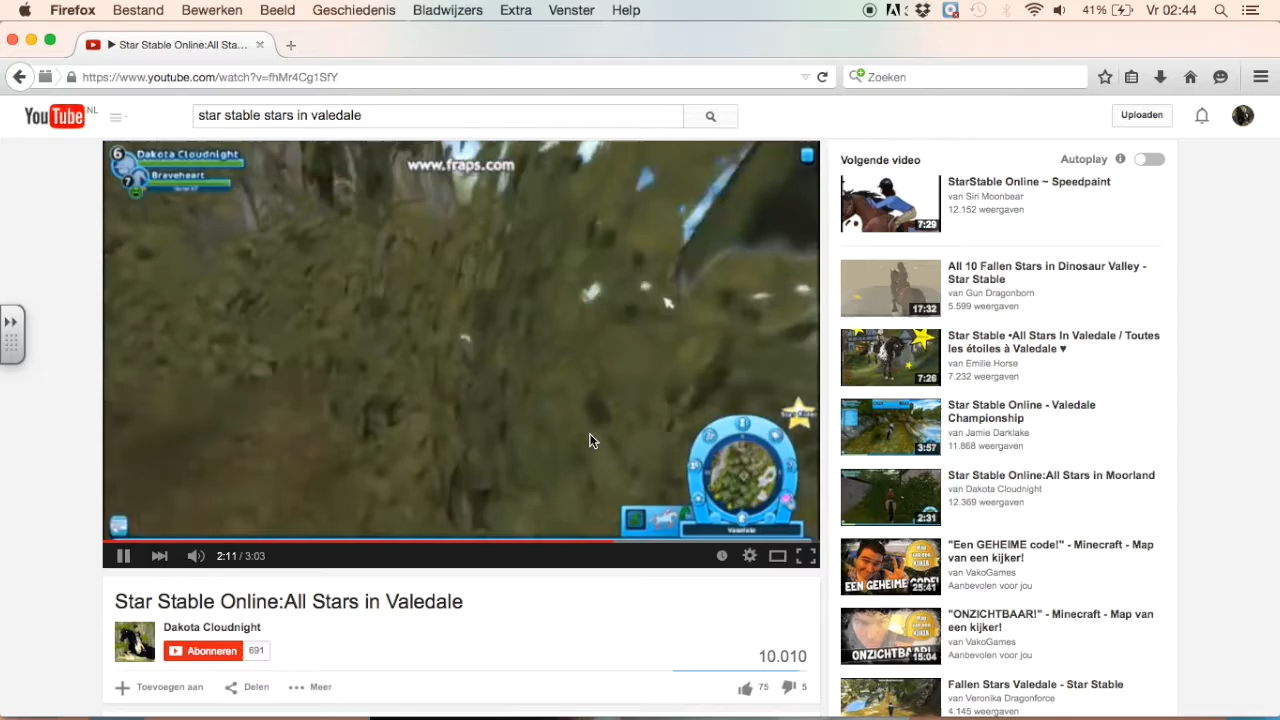 Firefox Bestand Bewerken Beeld Geschiedenis Bladwijzers Extra Venster Help 41% Vr 02:44
▶ Star Stable Online:All Sta...
https://www.youtube.com/watch?v=fhMr4Cg1SfY
Zoeken
YouTube NL
star stable stars in valedale
Uploaden
6 Dakota Cloudnight
7 Braveheart
www.fraps.com
Valedale
2:11 / 3:03
Star Stable Online:All Stars in Valedale
Dakota Cloudnight
Abonneren 691
10.010
Toevoegen aan Delen Meer
75 5
Volgende video Autoplay
StarStable Online ~ Speedpaint
van Siri Moonbear
12.152 weergaven
7:29
All 10 Fallen Stars in Dinosaur Valley -
Star Stable
van Gun Dragonborn
5.599 weergaven
17:32
Star Stable •All Stars In Valedale / Toutes
les étoiles à Valedale ♥
van Emilie Horse
7.232 weergaven
7:26
Star Stable Online - Valedale
Championship
van Jamie Darklake
11.868 weergaven
3:57
Star Stable Online:All Stars in Moorland
van Dakota Cloudnight
12.369 weergaven
2:31
"Een GEHEIME code!" - Minecraft - Map
van een kijker!
van VakoGames
Aanbevolen voor jou
EEN GEHEIME CODE!
25:41
"ONZICHTBAAR!" - Minecraft - Map van
een kijker!
van VakoGames
Aanbevolen voor jou
ONZICHTBAAR!
15:04
Fallen Stars Valedale - Star Stable
van Veronika Dragonforce
4.145 weergaven